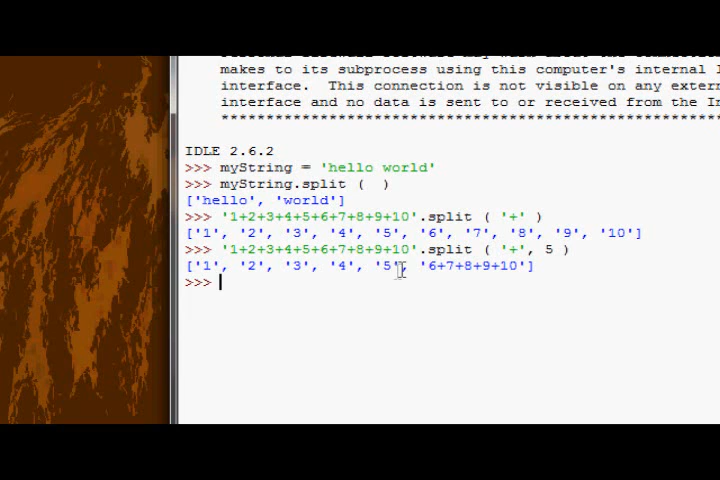 makes to its subprocess using this computer's internal
interface.  This connection is not visible on any exter
interface and no data is sent to or received from the In
*********************************************************
IDLE 2.6.2
>>> myString = 'hello world'
>>> myString.split (  )
['hello', 'world']
>>> '1+2+3+4+5+6+7+8+9+10'.split ( '+' )
['1', '2', '3', '4', '5', '6', '7', '8', '9', '10']
>>> '1+2+3+4+5+6+7+8+9+10'.split ( '+', 5 )
['1', '2', '3', '4', '5', '6+7+8+9+10']
>>>